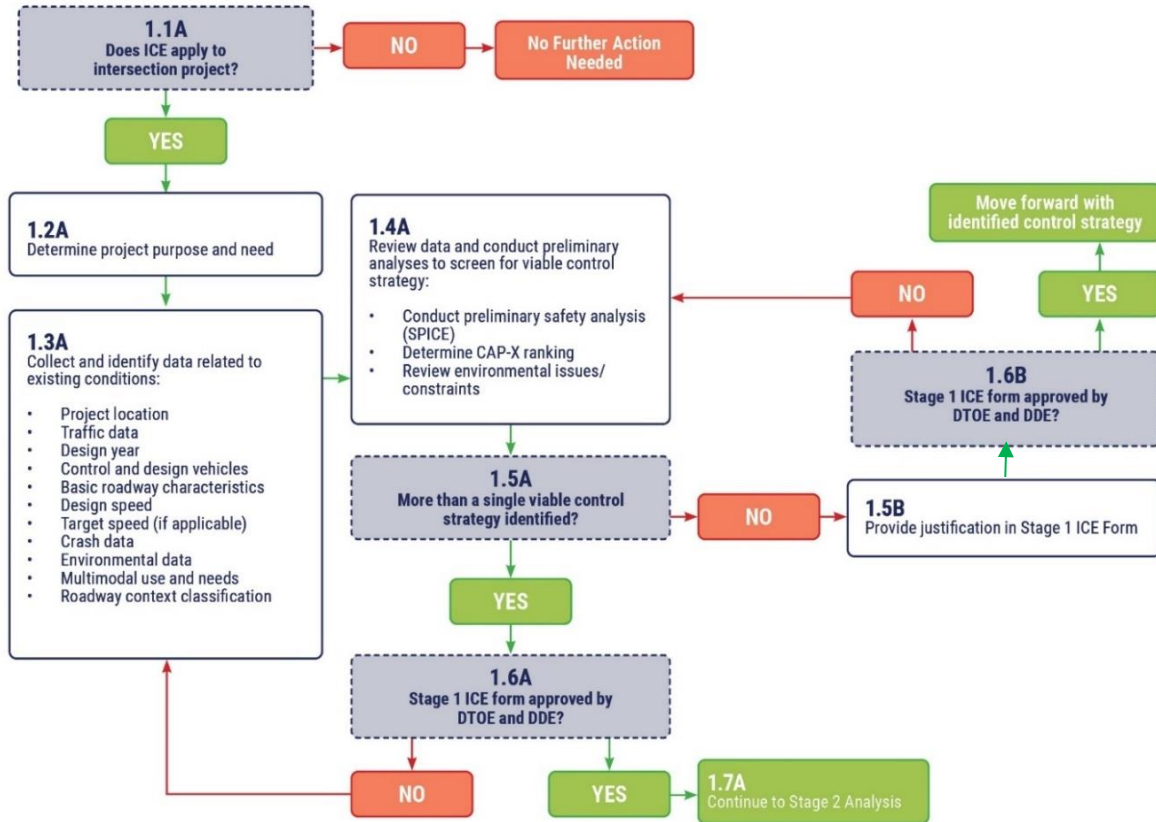 1.1A
Does ICE apply to
intersection project?
NO
No Further Action
Needed
YES
1.2A
Determine project purpose and need
1.3A
Collect and identify data related to
existing conditions:
• Project location
• Traffic data
• Design year
• Control and design vehicles
• Basic roadway characteristics
• Design speed
• Target speed (if applicable)
• Crash data
• Environmental data
• Multimodal use and needs
• Roadway context classification
1.4A
Review data and conduct preliminary
analyses to screen for viable control
strategy:
• Conduct preliminary safety analysis
(SPICE)
• Determine CAP-X ranking
• Review environmental issues/
constraints
1.5A
More than a single viable control
strategy identified?
NO
1.5B
Provide justification in Stage 1 ICE Form
1.6B
Stage 1 ICE form approved by
DTOE and DDE?
NO
YES
Move forward with
identified control strategy
YES
1.6A
Stage 1 ICE form approved by
DTOE and DDE?
NO
YES
1.7A
Continue to Stage 2 Analysis